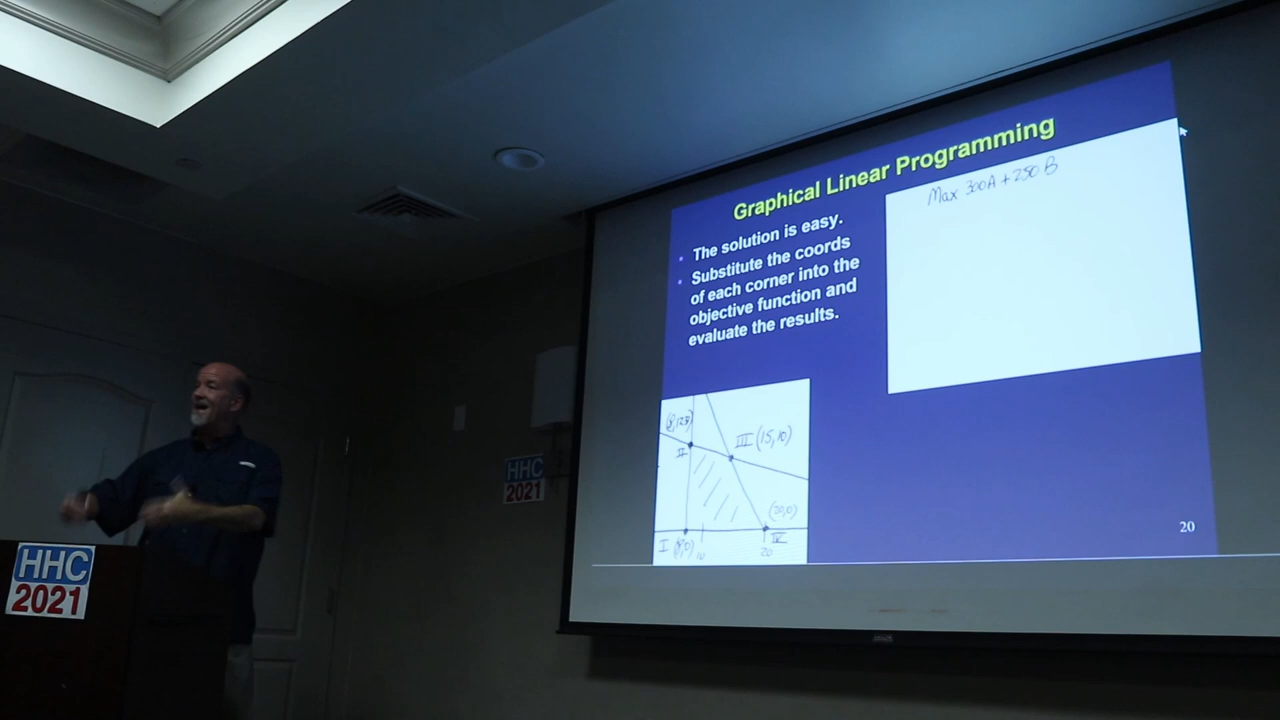 Graphical Linear Programming
• The solution is easy.
• Substitute the coords
of each corner into the
objective function and
evaluate the results.
Max 300A + 250B
II
III (15,10)
(20,0)
I
IV
10
20
20
HHC
2021
HHC
2021